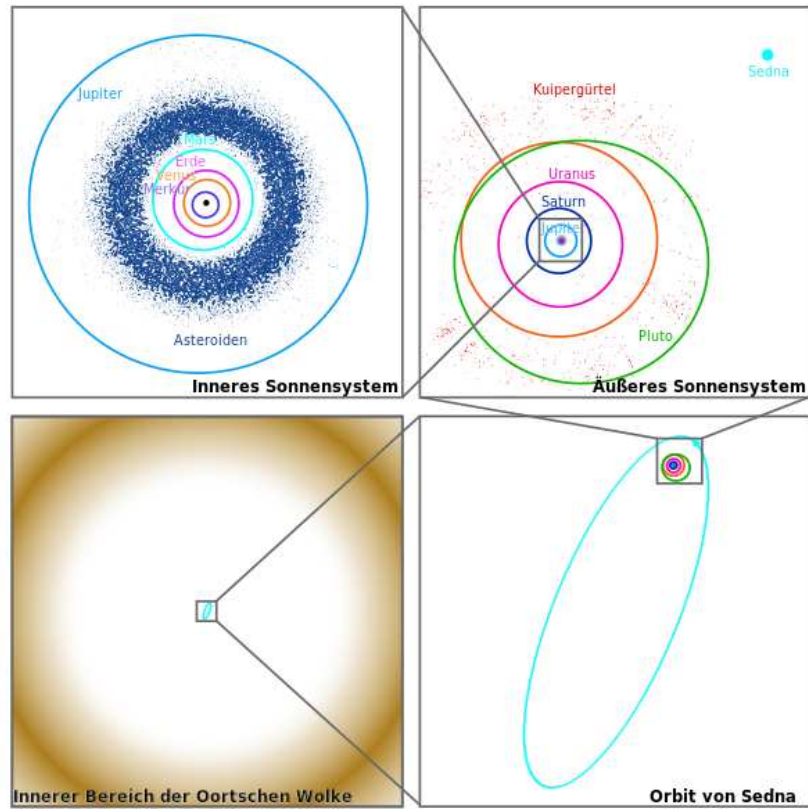 Jupiter
Mars
Erde
Venus
Merkur
Asteroiden
Inneres Sonnensystem
Sedna
Kuipergürtel
Uranus
Saturn
Jupiter
Pluto
Äußeres Sonnensystem
Innerer Bereich der Oortschen Wolke
Orbit von Sedna